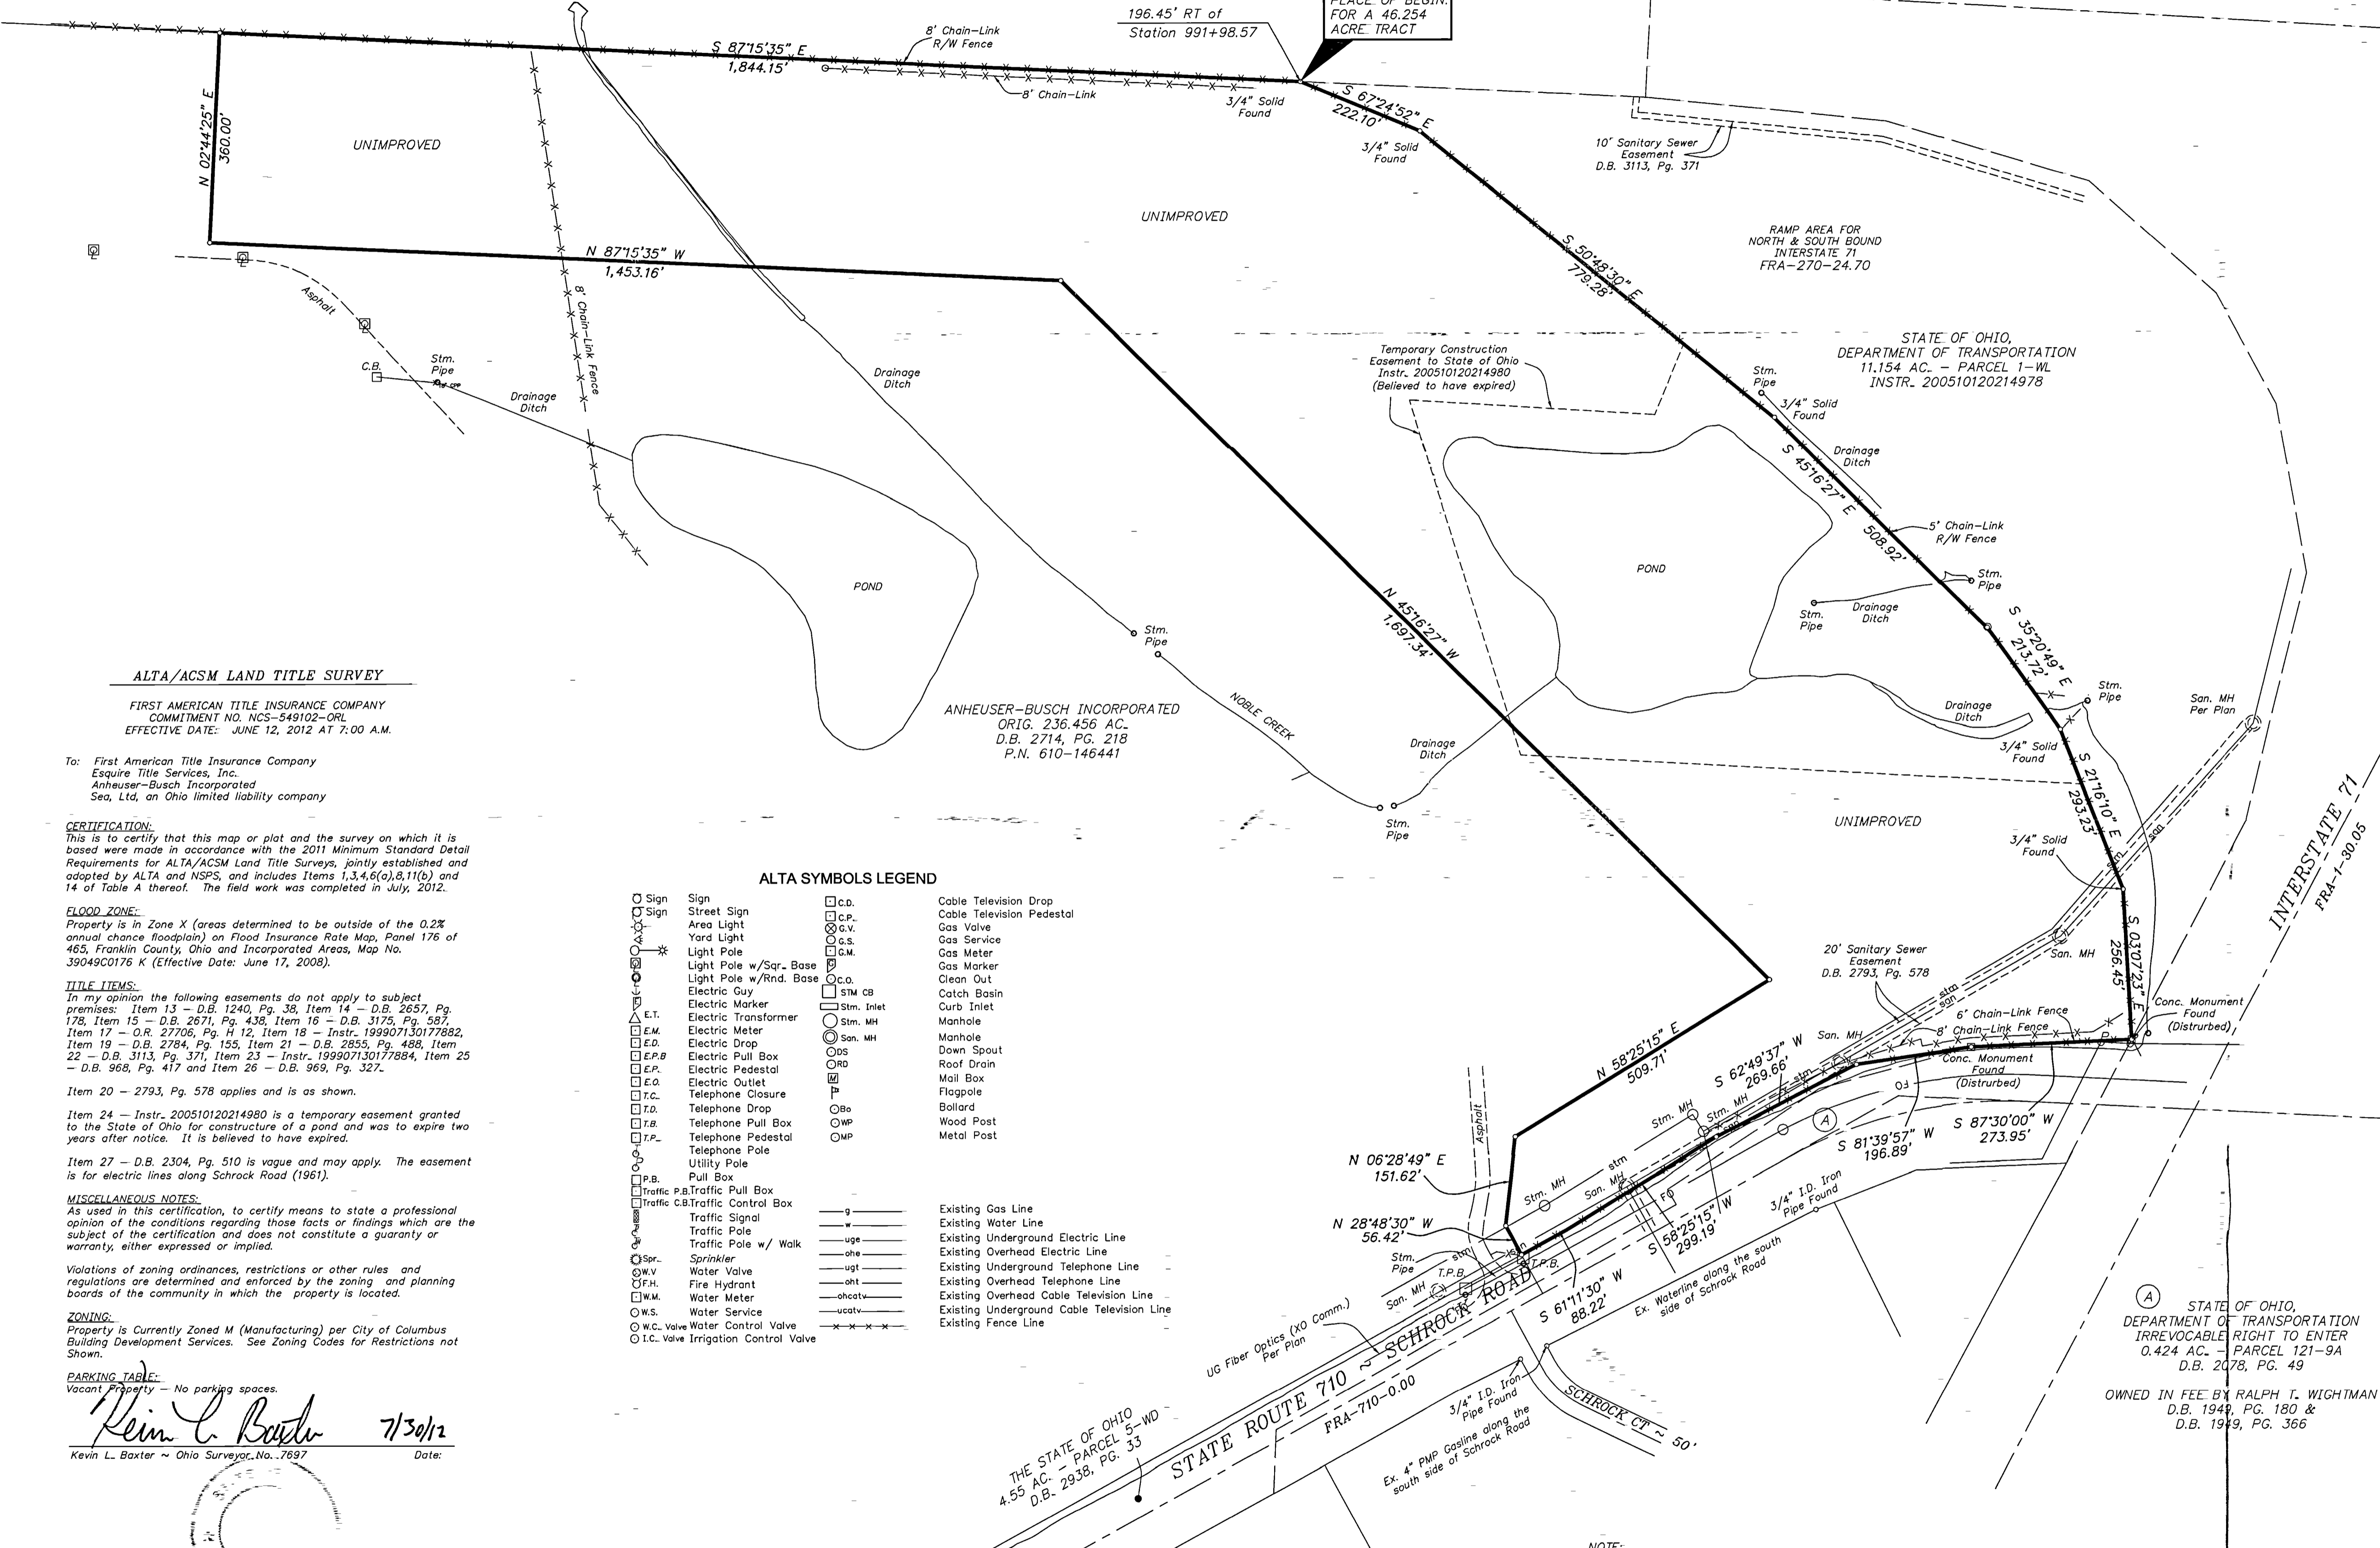 196.45' RT of
Station 991+98.57
PLACE OF BEGIN.
FOR A 46.254
ACRE TRACT
8' Chain-Link
R/W Fence
S 87°15'35" E
1,844.15'
8' Chain-Link
3/4" Solid
Found
S 67°24'52" E
222.10'
3/4" Solid
Found
10' Sanitary Sewer
Easement
D.B. 3113, Pg. 371
N 02°44'25" E
360.00'
UNIMPROVED
UNIMPROVED
RAMP AREA FOR
NORTH & SOUTH BOUND
INTERSTATE 71
FRA-270-24.70
N 87°15'35" W
1,453.16'
S 50°48'30" E
779.28'
Asphalt
8' Chain-Link Fence
C.B.
Stm.
Pipe
CPP
Drainage
Ditch
Drainage
Ditch
Temporary Construction
Easement to State of Ohio
Instr. 200510120214980
(Believed to have expired)
STATE OF OHIO,
DEPARTMENT OF TRANSPORTATION
11.154 AC. - PARCEL 1-WL
INSTR. 200510120214978
Stm.
Pipe
3/4" Solid
Found
Drainage
Ditch
S 45°16'27" E
508.92'
5' Chain-Link
R/W Fence
POND
POND
Stm.
Pipe
Stm.
Pipe
Drainage
Ditch
S 35°20'49" E
213.72'
N 45°16'27" W
1,697.34'
Stm.
Pipe
NOBLE CREEK
Stm.
Pipe
Drainage
Ditch
San. MH
Per Plan
3/4" Solid
Found
ANHEUSER-BUSCH INCORPORATED
ORIG. 236.456 AC.
D.B. 2714, PG. 218
P.N. 610-146441
Drainage
Ditch
Stm.
Pipe
S 21°16'10" E
293.23'
UNIMPROVED
3/4" Solid
Found
stm
san
INTERSTATE 71
FRA-1-30.05
S 03°07'23" E
256.45'
20' Sanitary Sewer
Easement
D.B. 2793, Pg. 578
San. MH
stm
san
6' Chain-Link Fence
8' Chain-Link Fence
Conc. Monument
Found
(Distrurbed)
Conc. Monument
Found
(Distrurbed)
San. MH
N 58°25'15" E
509.71'
S 62°49'37" W
269.66'
stm
Stm. MH
Stm. MH
san
FO
A
S 81°39'57" W
196.89'
S 87°30'00" W
273.95'
Asphalt
N 06°28'49" E
151.62'
stm
Stm. MH
San. MH
FO
3/4" I.D. Iron
Pipe Found
N 28°48'30" W
56.42'
S 58°25'15" W
299.19'
Stm.
Pipe
stm
san
T.P.B.
T.P.B.
San. MH
S 61°11'30" W
88.22'
Ex. Waterline along the south
side of Schrock Road
UG Fiber Optics (XO Comm.)
Per Plan
STATE ROUTE 710 ~ SCHROCK ROAD
FRA-710-0.00
3/4" I.D. Iron
Pipe Found
SCHROCK CT ~ 50'
Ex. 4" PMP Gasline along the
south side of Schrock Road
THE STATE OF OHIO
4.55 AC. - PARCEL 5-WD
D.B. 2938, PG. 33
A
STATE OF OHIO,
DEPARTMENT OF TRANSPORTATION
IRREVOCABLE RIGHT TO ENTER
0.424 AC. - PARCEL 121-9A
D.B. 2078, PG. 49
OWNED IN FEE BY RALPH T. WIGHTMAN
D.B. 1949, PG. 180 &
D.B. 1949, PG. 366
NOTE:
ALTA/ACSM LAND TITLE SURVEY
FIRST AMERICAN TITLE INSURANCE COMPANY
COMMITMENT NO. NCS-549102-ORL
EFFECTIVE DATE: JUNE 12, 2012 AT 7:00 A.M.
To: First American Title Insurance Company
Esquire Title Services, Inc.
Anheuser-Busch Incorporated
Sea, Ltd, an Ohio limited liability company
CERTIFICATION:
This is to certify that this map or plat and the survey on which it is
based were made in accordance with the 2011 Minimum Standard Detail
Requirements for ALTA/ACSM Land Title Surveys, jointly established and
adopted by ALTA and NSPS, and includes Items 1,3,4,6(a),8,11(b) and
14 of Table A thereof. The field work was completed in July, 2012.
FLOOD ZONE:
Property is in Zone X (areas determined to be outside of the 0.2%
annual chance floodplain) on Flood Insurance Rate Map, Panel 176 of
465, Franklin County, Ohio and Incorporated Areas, Map No.
39049C0176 K (Effective Date: June 17, 2008).
TITLE ITEMS:
In my opinion the following easements do not apply to subject
premises: Item 13 - D.B. 1240, Pg. 38, Item 14 - D.B. 2657, Pg.
178, Item 15 - D.B. 2671, Pg. 438, Item 16 - D.B. 3175, Pg. 587,
Item 17 - O.R. 27706, Pg. H 12, Item 18 - Instr. 199907130177882,
Item 19 - D.B. 2784, Pg. 155, Item 21 - D.B. 2855, Pg. 488, Item
22 - D.B. 3113, Pg. 371, Item 23 - Instr. 199907130177884, Item 25
- D.B. 968, Pg. 417 and Item 26 - D.B. 969, Pg. 327.
Item 20 - 2793, Pg. 578 applies and is as shown.
Item 24 - Instr. 200510120214980 is a temporary easement granted
to the State of Ohio for constructure of a pond and was to expire two
years after notice. It is believed to have expired.
Item 27 - D.B. 2304, Pg. 510 is vague and may apply. The easement
is for electric lines along Schrock Road (1961).
MISCELLANEOUS NOTES:
As used in this certification, to certify means to state a professional
opinion of the conditions regarding those facts or findings which are the
subject of the certification and does not constitute a guaranty or
warranty, either expressed or implied.
Violations of zoning ordinances, restrictions or other rules and
regulations are determined and enforced by the zoning and planning
boards of the community in which the property is located.
ZONING:
Property is Currently Zoned M (Manufacturing) per City of Columbus
Building Development Services. See Zoning Codes for Restrictions not
Shown.
PARKING TABLE:
Vacant Property - No parking spaces.
Kevin L. Baxter 7/30/12
Kevin L. Baxter ~ Ohio Surveyor No. 7697 Date:
ALTA SYMBOLS LEGEND
Sign Sign
Sign Street Sign
Area Light
Yard Light
Light Pole
Light Pole w/Sqr. Base
Light Pole w/Rnd. Base
Electric Guy
E Electric Marker
E.T. Electric Transformer
E.M. Electric Meter
E.D. Electric Drop
E.P.B Electric Pull Box
E.P. Electric Pedestal
E.O. Electric Outlet
T.C. Telephone Closure
T.D. Telephone Drop
T.B. Telephone Pull Box
T.P. Telephone Pedestal
Telephone Pole
Utility Pole
P.B. Pull Box
Traffic P.B. Traffic Pull Box
Traffic C.B. Traffic Control Box
Traffic Signal
Traffic Pole
Traffic Pole w/ Walk
Spr. Sprinkler
W.V Water Valve
F.H. Fire Hydrant
W.M. Water Meter
W.S. Water Service
W.C. Valve Water Control Valve
I.C. Valve Irrigation Control Valve
C.D. Cable Television Drop
C.P. Cable Television Pedestal
G.V. Gas Valve
G.S. Gas Service
G.M. Gas Meter
G Gas Marker
C.O. Clean Out
STM CB Catch Basin
Stm. Inlet Curb Inlet
Stm. MH Manhole
San. MH Manhole
DS Down Spout
RD Roof Drain
M Mail Box
Flagpole
Bo Bollard
WP Wood Post
MP Metal Post
g Existing Gas Line
w Existing Water Line
uge Existing Underground Electric Line
ohe Existing Overhead Electric Line
ugt Existing Underground Telephone Line
oht Existing Overhead Telephone Line
ohcatv Existing Overhead Cable Television Line
ucatv Existing Underground Cable Television Line
x x x x Existing Fence Line